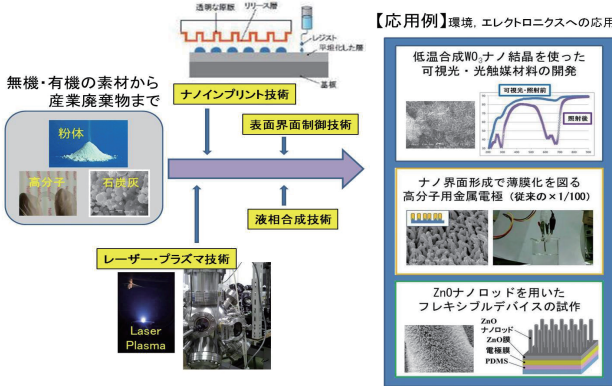 透明な原版
リリース層
レジスト
平坦化した層
基板
無機・有機の素材から
産業廃棄物まで
粉体
高分子
石炭灰
ナノインプリント技術
表面界面制御技術
液相合成技術
レーザー・プラズマ技術
Laser
Plasma
【応用例】環境，エレクトロニクスへの応用
低温合成WO3ナノ結晶を使った
可視光・光触媒材料の開発
可視光・照射前
照射後
ナノ界面形成で薄膜化を図る
高分子用金属電極（従来の×1/100）
ZnOナノロッドを用いた
フレキシブルデバイスの試作
ZnO
ナノロッド
ZnO膜
電極膜
PDMS